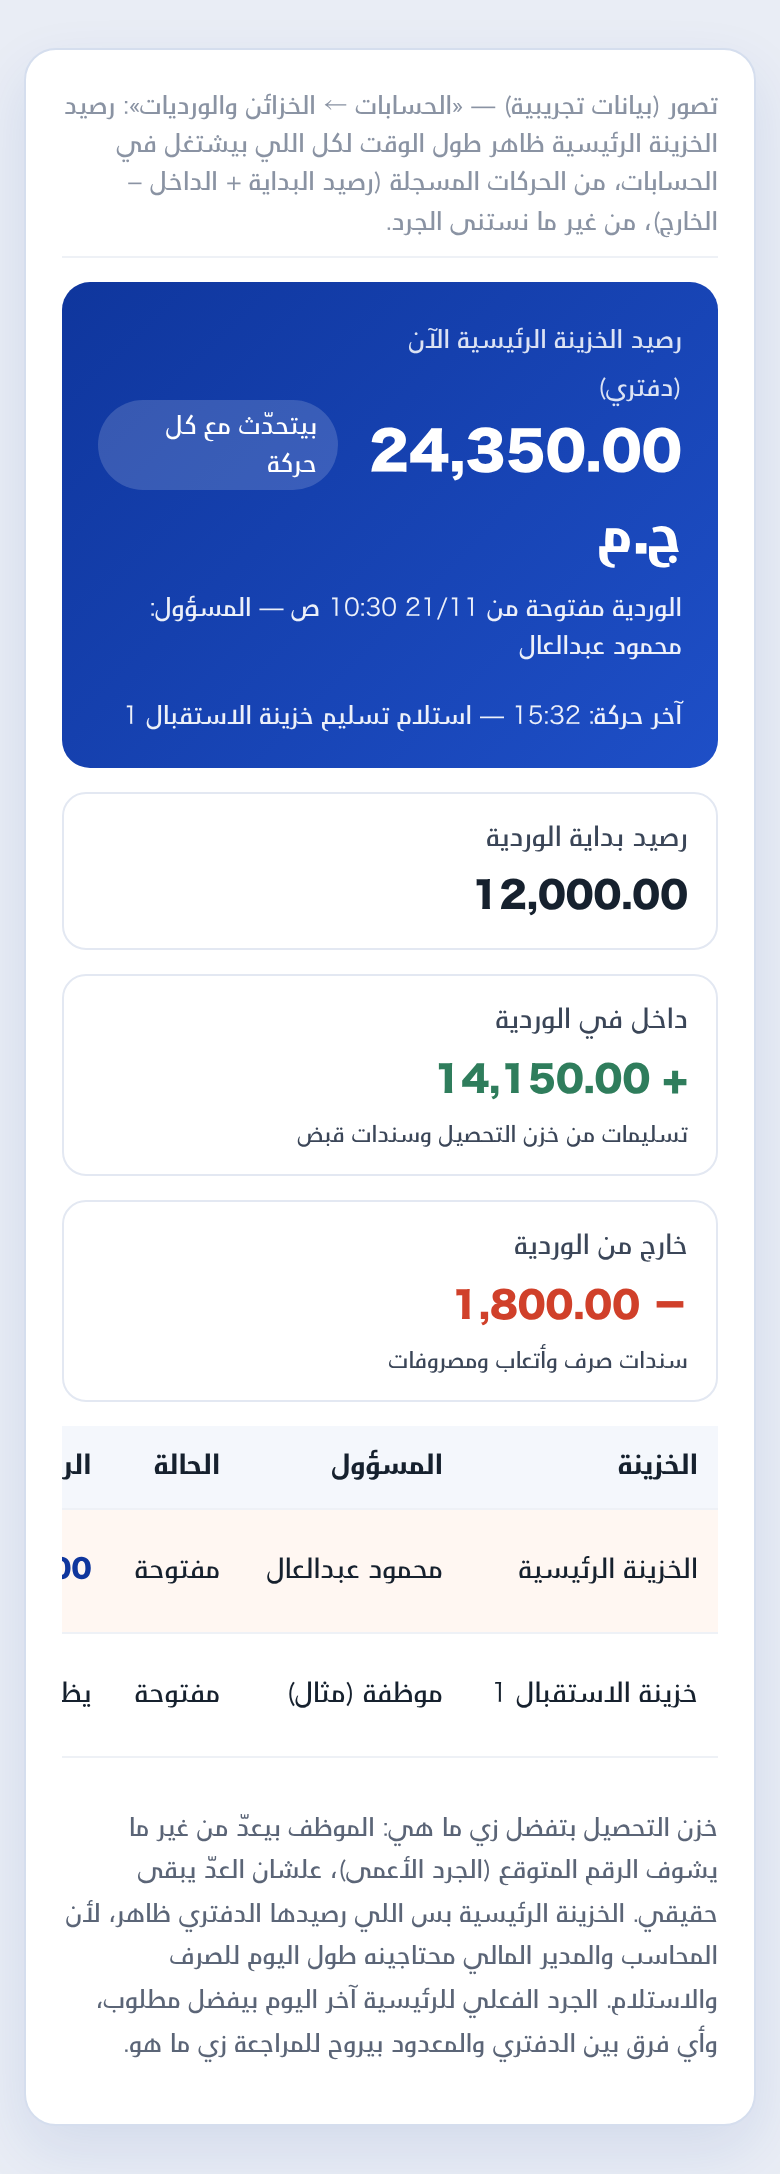 تصور (بيانات تجريبية) — «الحسابات ← الخزائن والورديات»: رصيد
الخزينة الرئيسية ظاهر طول الوقت لكل اللي بيشتغل في
الحسابات، من الحركات المسجلة (رصيد البداية + الداخل −
الخارج)، من غير ما نستنى الجرد.
رصيد الخزينة الرئيسية الآن
(دفتري)
24,350.00
ج.م
بيتحدّث مع كل
حركة
الوردية مفتوحة من 21/11 10:30 ص — المسؤول:
محمود عبدالعال
آخر حركة: 15:32 — استلام تسليم خزينة الاستقبال 1
رصيد بداية الوردية
12,000.00
داخل في الوردية
+ 14,150.00
تسليمات من خزن التحصيل وسندات قبض
خارج من الوردية
− 1,800.00
سندات صرف وأتعاب ومصروفات
الخزينة المسؤول الحالة الر
الخزينة الرئيسية محمود عبدالعال مفتوحة 00
خزينة الاستقبال 1 موظفة (مثال) مفتوحة يظ
خزن التحصيل بتفضل زي ما هي: الموظف بيعدّ من غير ما
يشوف الرقم المتوقع (الجرد الأعمى)، علشان العدّ يبقى
حقيقي. الخزينة الرئيسية بس اللي رصيدها الدفتري ظاهر، لأن
المحاسب والمدير المالي محتاجينه طول اليوم للصرف
والاستلام. الجرد الفعلي للرئيسية آخر اليوم بيفضل مطلوب،
وأي فرق بين الدفتري والمعدود بيروح للمراجعة زي ما هو.